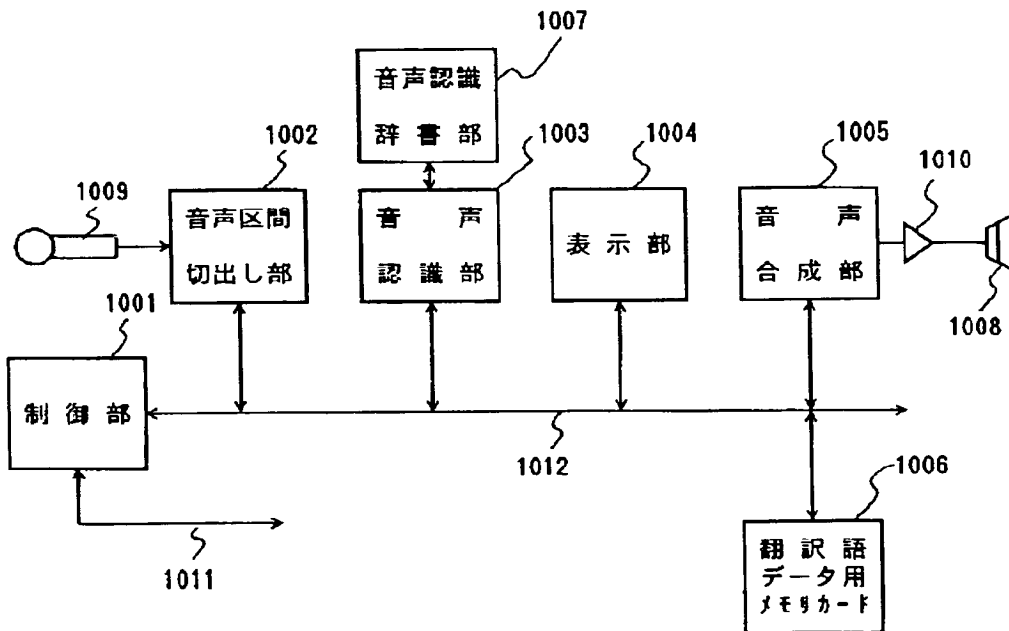 1007
音声認識
辞書部
1002
1003
1004
1005
1010
1009
音声区間
切出し部
音声
認識部
表示部
音声
合成部
1008
1001
制御部
1012
1006
1011
翻訳語
データ用
メモリカード